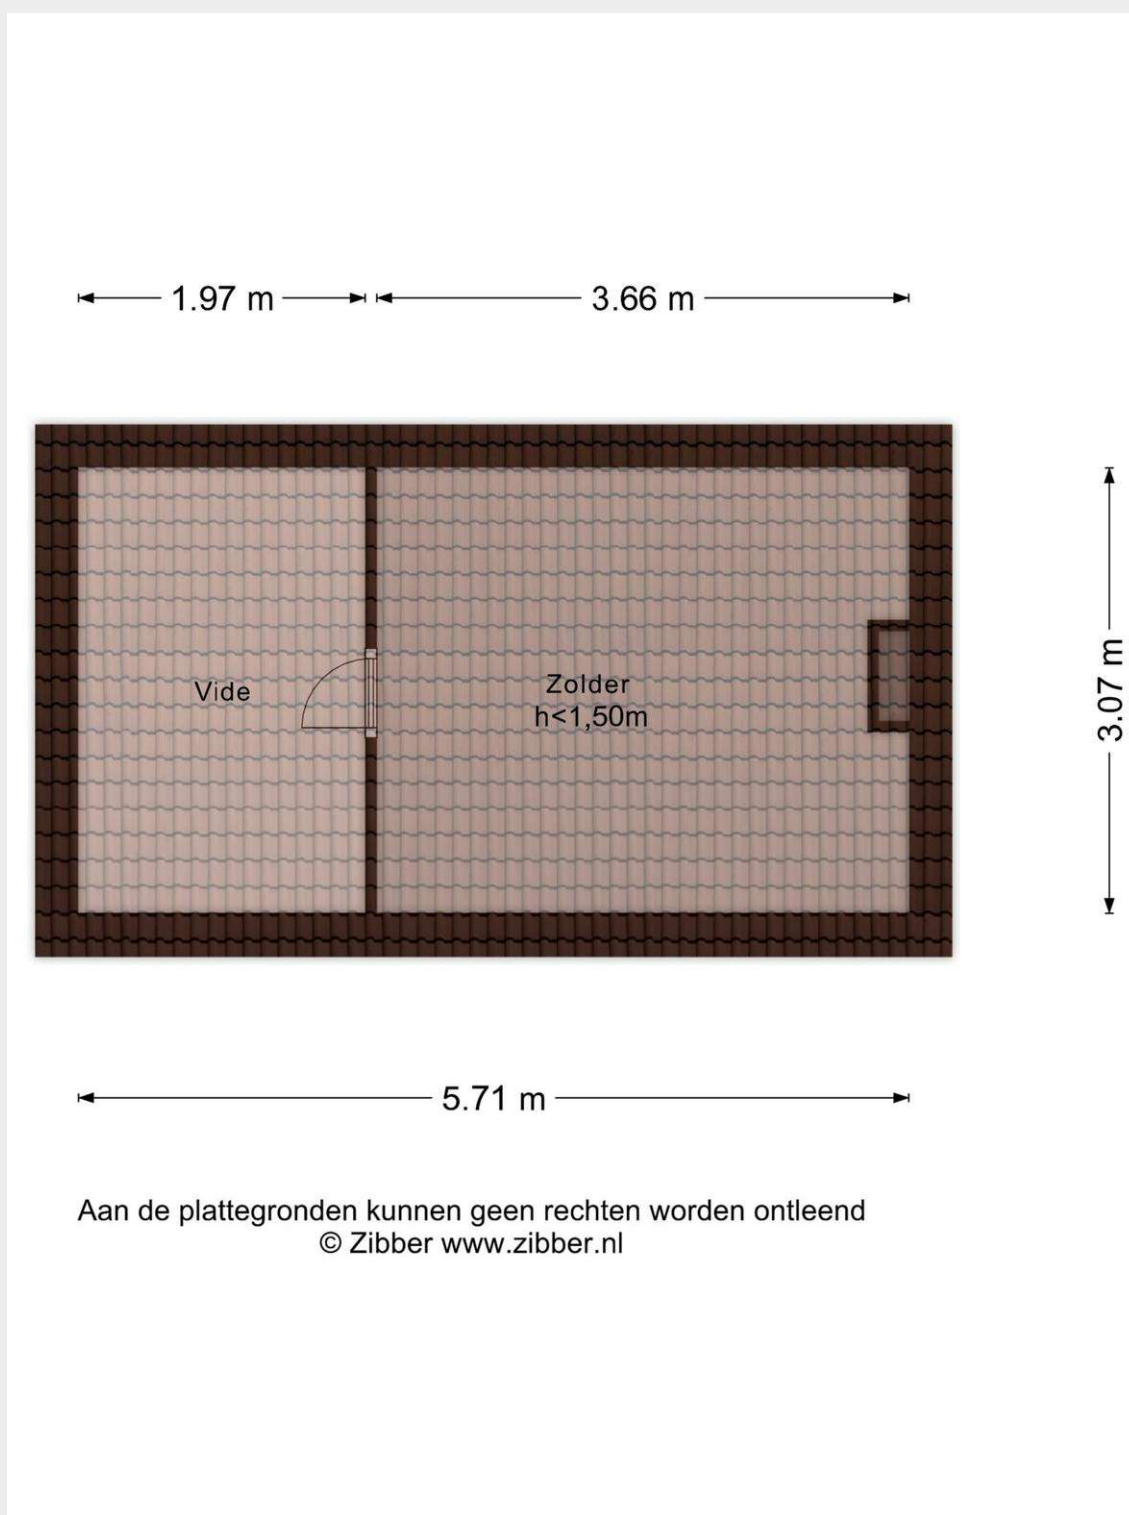 1.97 m
3.66 m
Vide
Zolder
h<1,50m
3.07 m
5.71 m
Aan de plattegronden kunnen geen rechten worden ontleend
© Zibber www.zibber.nl